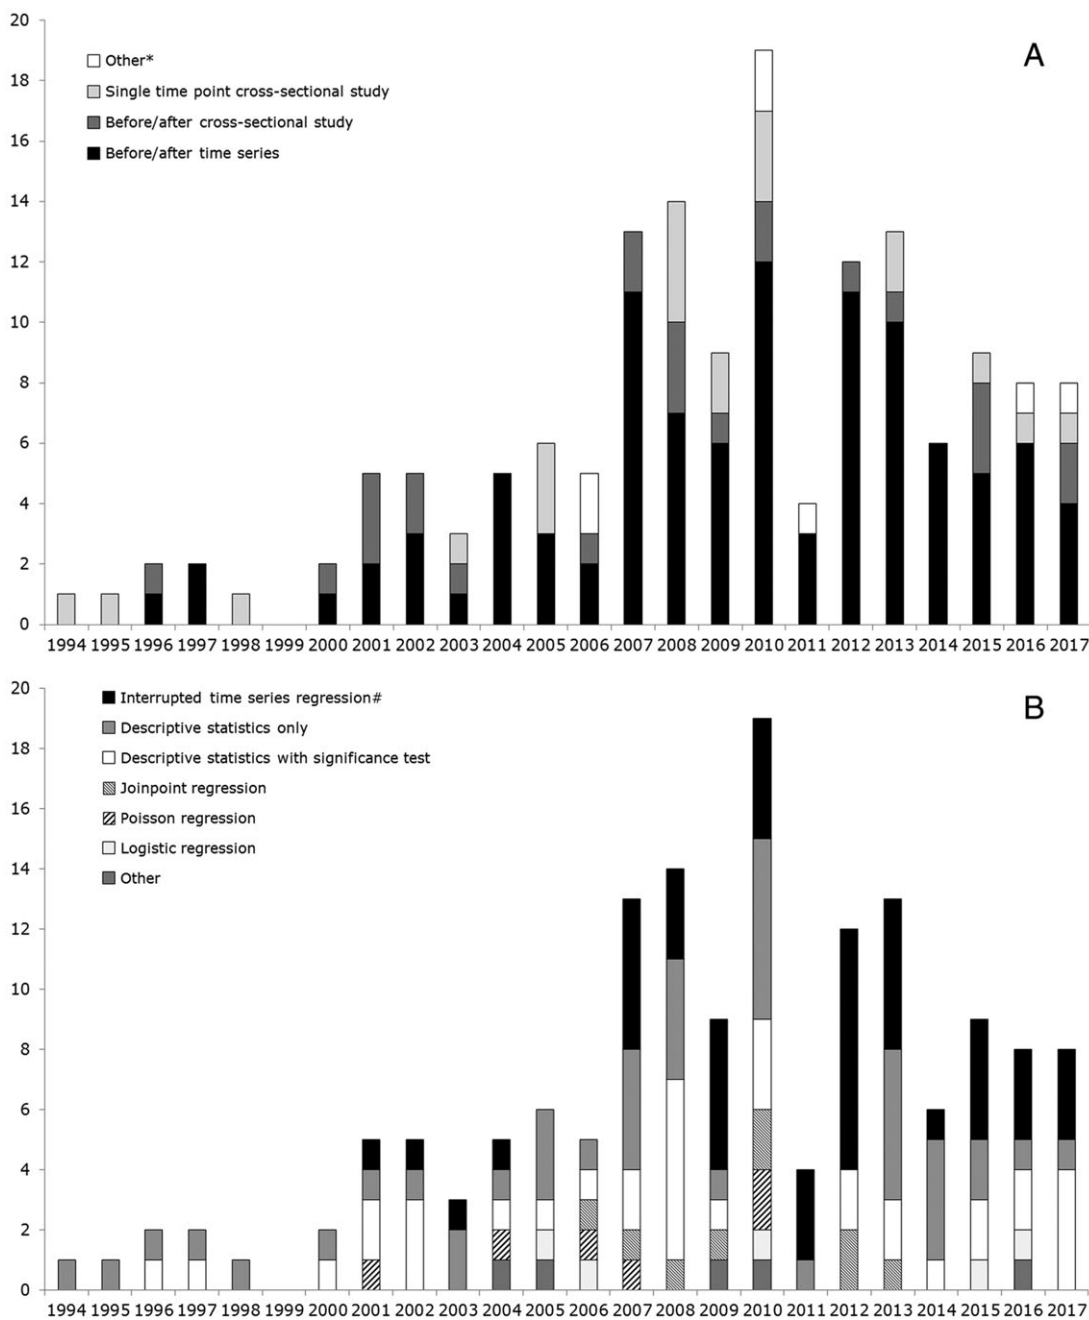 20
A
Other*
18
Single time point cross-sectional study
16
Before/after cross-sectional study
Before/after time series
14
12
10
8
6
4
2
0
1994 1995 1996 1997 1998 1999 2000 2001 2002 2003 2004 2005 2006 2007 2008 2009 2010 2011 2012 2013 2014 2015 2016 2017
20
Interrupted time series regression#
B
Descriptive statistics only
18
Descriptive statistics with significance test
Joinpoint regression
16
Poisson regression
Logistic regression
14
Other
12
10
8
6
4
2
0
1994 1995 1996 1997 1998 1999 2000 2001 2002 2003 2004 2005 2006 2007 2008 2009 2010 2011 2012 2013 2014 2015 2016 2017